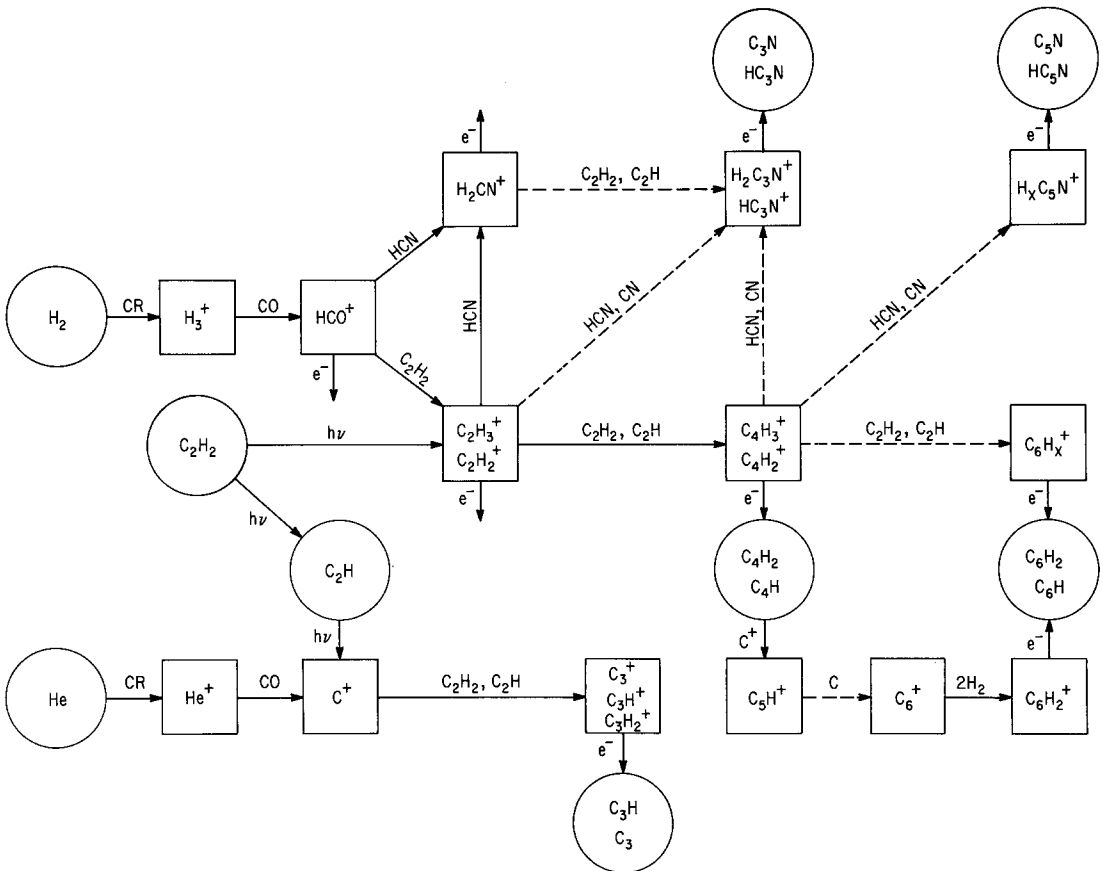 C₃N
HC₃N
C₅N
HC₅N
e⁻
e⁻
e⁻
H₂CN⁺
C₂H₂, C₂H
H₂C₃N⁺
HC₃N⁺
HₓC₅N⁺
HCN
HCN
HCN, CN
HCN, CN
HCN, CN
H₂
CR
H₃⁺
CO
HCO⁺
e⁻
C₂H₂
C₂H₂
hν
C₂H₃⁺
C₂H₂⁺
C₂H₂, C₂H
C₄H₃⁺
C₄H₂⁺
C₂H₂, C₂H
C₆Hₓ⁺
e⁻
e⁻
e⁻
hν
C₂H
C₄H₂
C₄H
C₆H₂
C₆H
hν
C⁺
e⁻
He
CR
He⁺
CO
C⁺
C₂H₂, C₂H
C₃⁺
C₃H⁺
C₃H₂⁺
C₅H⁺
C
C₆⁺
2H₂
C₆H₂⁺
e⁻
C₃H
C₃